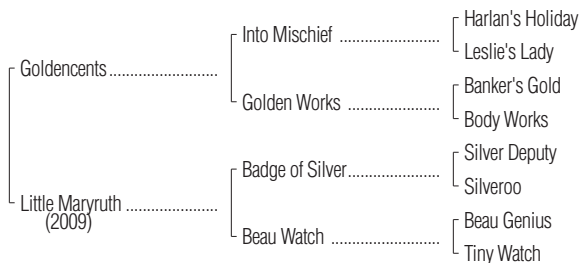 Harlan's Holiday
Into Mischief ....................
Leslie's Lady
Goldencents ......................
Banker's Gold
Golden Works ....................
Body Works
Silver Deputy
Badge of Silver ....................
Silveroo
Little Maryruth ....................
(2009)
Beau Genius
Beau Watch ......................
Tiny Watch